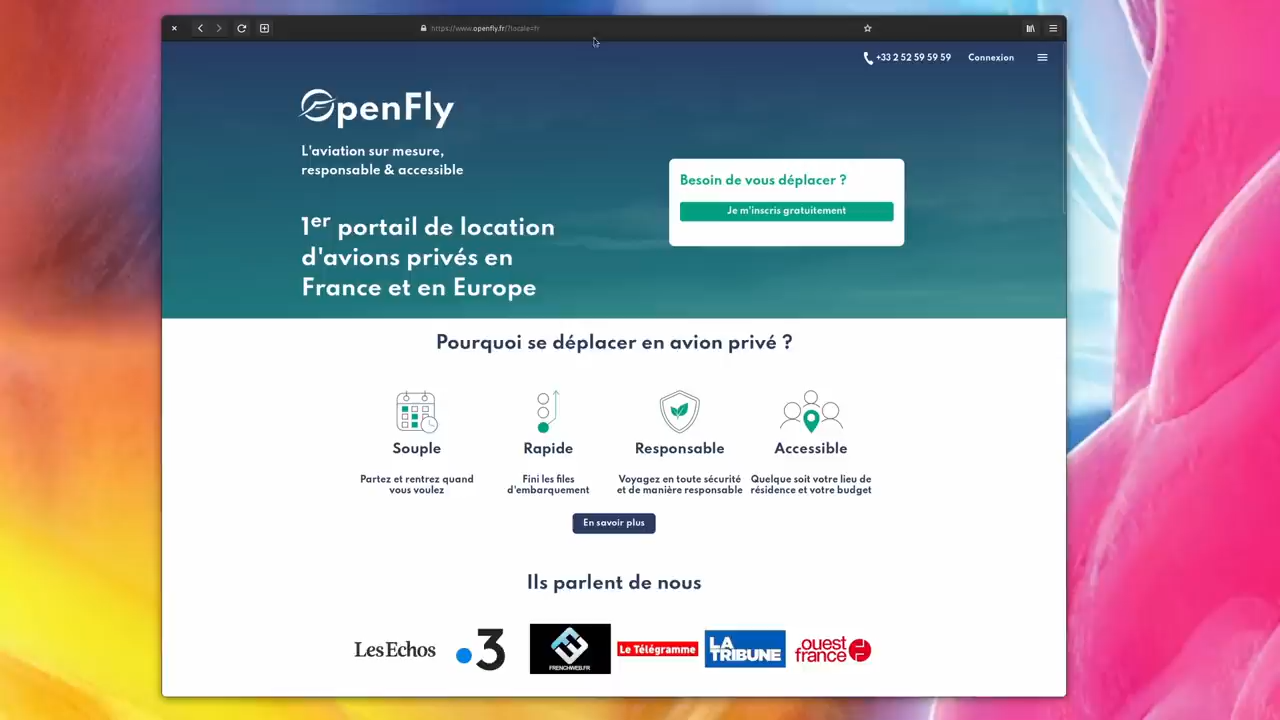 https://www.openfly.fr/?locale=fr
+33 2 52 59 59 59 Connexion
OpenFly
L'aviation sur mesure,
responsable & accessible
Besoin de vous déplacer ?
Je m'inscris gratuitement
1er portail de location
d'avions privés en
France et en Europe
Pourquoi se déplacer en avion privé ?
Souple
Rapide
Responsable
Accessible
Partez et rentrez quand
vous voulez
Fini les files
d'embarquement
Voyagez en toute sécurité
et de manière responsable
Quelque soit votre lieu de
résidence et votre budget
En savoir plus
Ils parlent de nous
Les Echos
3
FRENCHWEB.FR
Le Télégramme
LA
TRIBUNE
ouest
france